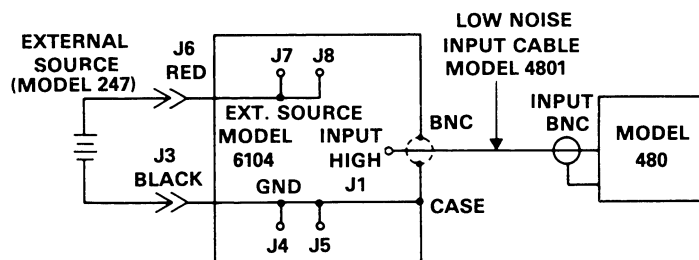 EXTERNAL
SOURCE
(MODEL 247)
J6
RED
J3
BLACK
J7
J8
EXT. SOURCE
MODEL
6104
INPUT
HIGH
J1
GND
J4
J5
BNC
CASE
LOW NOISE
INPUT CABLE
MODEL 4801
INPUT
BNC
MODEL
480